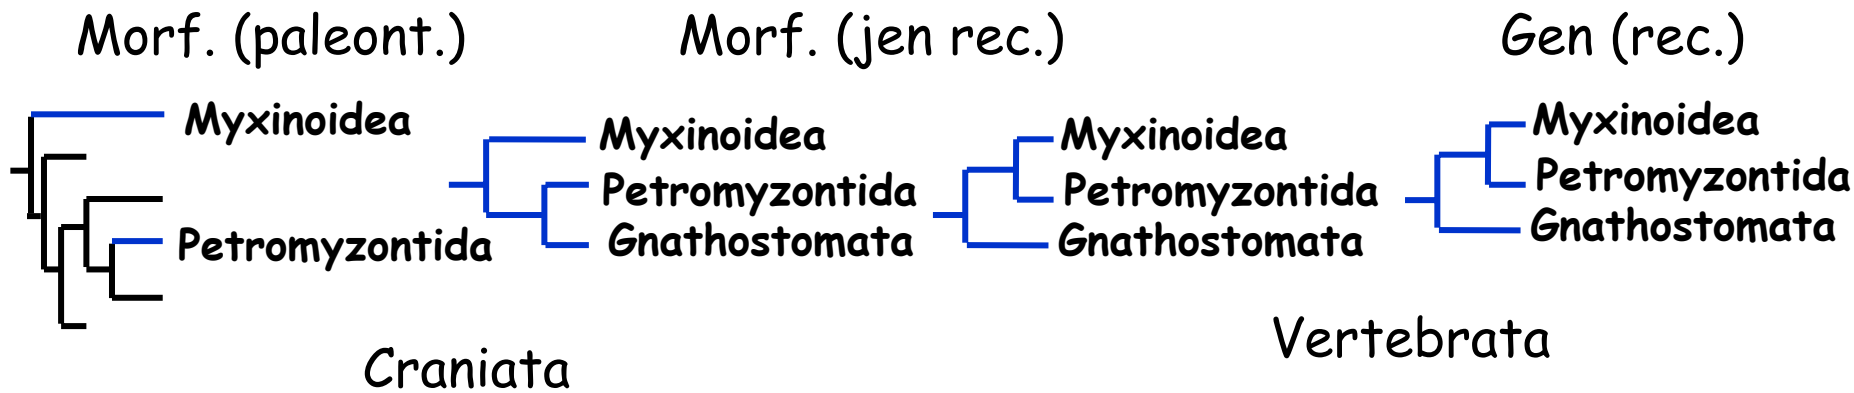 Morf. (paleont.)
Morf. (jen rec.)
Gen (rec.)
Myxinoidea
Petromyzontida
Myxinoidea
Petromyzontida
Gnathostomata
Myxinoidea
Petromyzontida
Gnathostomata
Myxinoidea
Petromyzontida
Gnathostomata
Craniata
Vertebrata